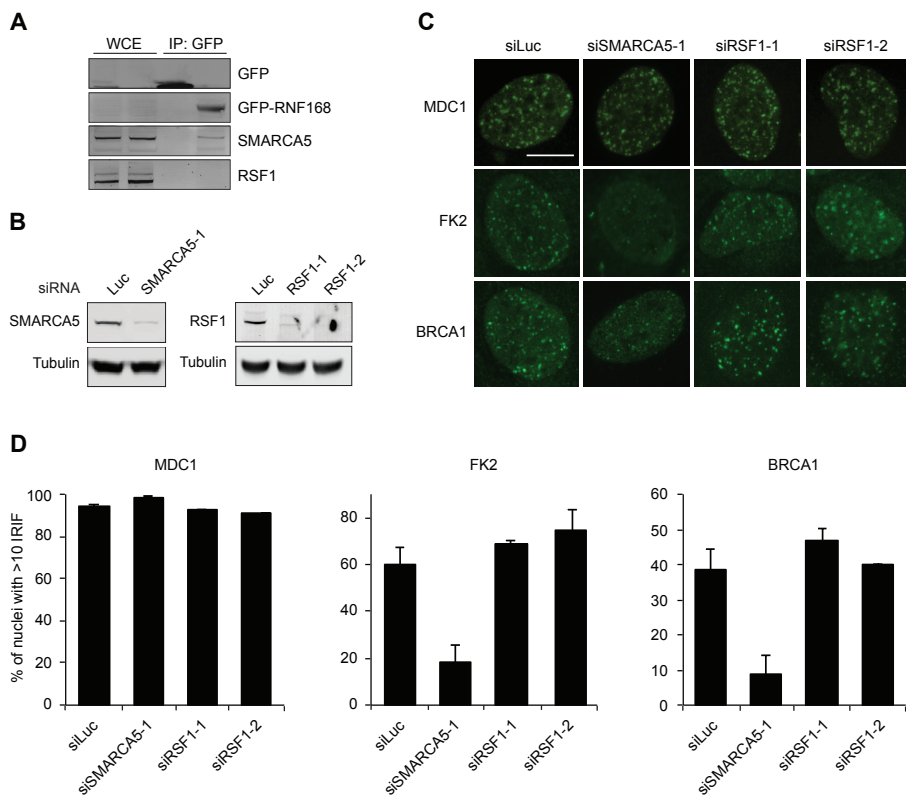 A
WCE IP: GFP
GFP
GFP-RNF168
SMARCA5
RSF1
B
siRNA Luc SMARCA5-1 Luc RSF1-1 RSF1-2
SMARCA5 RSF1
Tubulin Tubulin
C
siLuc siSMARCA5-1 siRSF1-1 siRSF1-2
MDC1
FK2
BRCA1
D
MDC1 FK2 BRCA1
% of nuclei with >10 IRIF
100
80
60
40
20
0
siLuc siSMARCA5-1 siRSF1-1 siRSF1-2
80
60
40
20
0
siLuc siSMARCA5-1 siRSF1-1 siRSF1-2
60
50
40
30
20
10
0
siLuc siSMARCA5-1 siRSF1-1 siRSF1-2